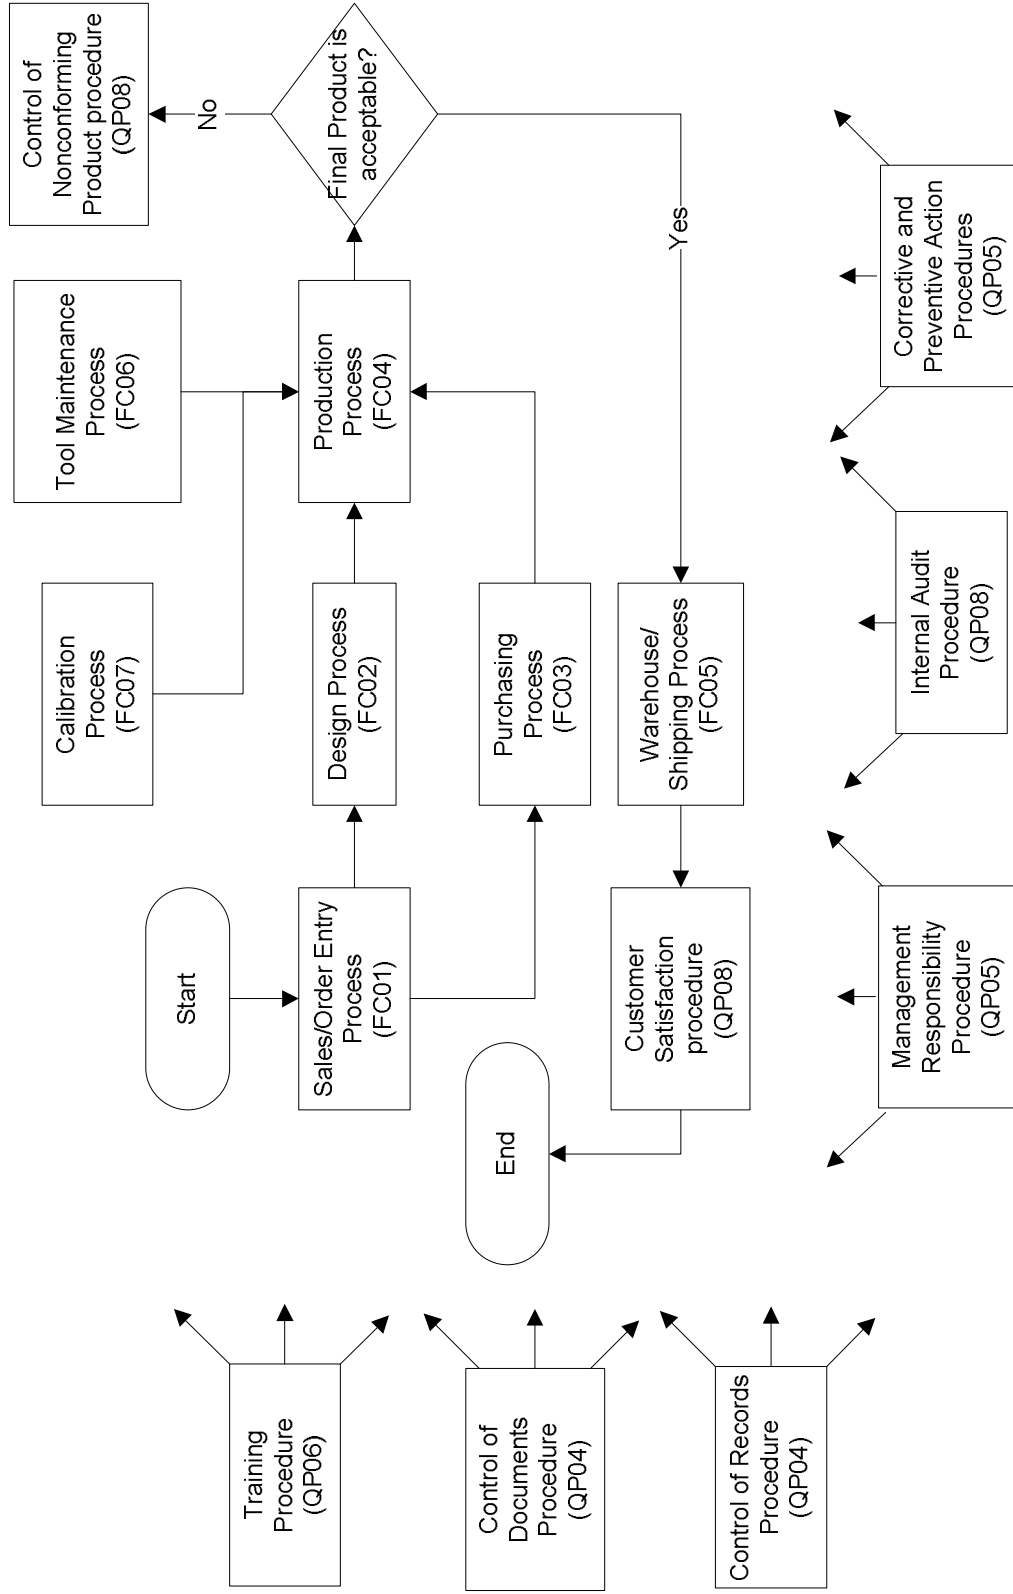 Training
Procedure
(QP06)
Control of
Documents
Procedure
(QP04)
Control of Records
Procedure
(QP04)
Start
Sales/Order Entry
Process
(FC01)
End
Customer
Satisfaction
procedure
(QP08)
Calibration
Process
(FC07)
Design Process
(FC02)
Purchasing
Process
(FC03)
Warehouse/
Shipping Process
(FC05)
Tool Maintenance
Process
(FC06)
Production
Process
(FC04)
Control of
Nonconforming
Product procedure
(QP08)
No
Final Product is
acceptable?
Yes
Management
Responsibility
Procedure
(QP05)
Internal Audit
Procedure
(QP08)
Corrective and
Preventive Action
Procedures
(QP05)